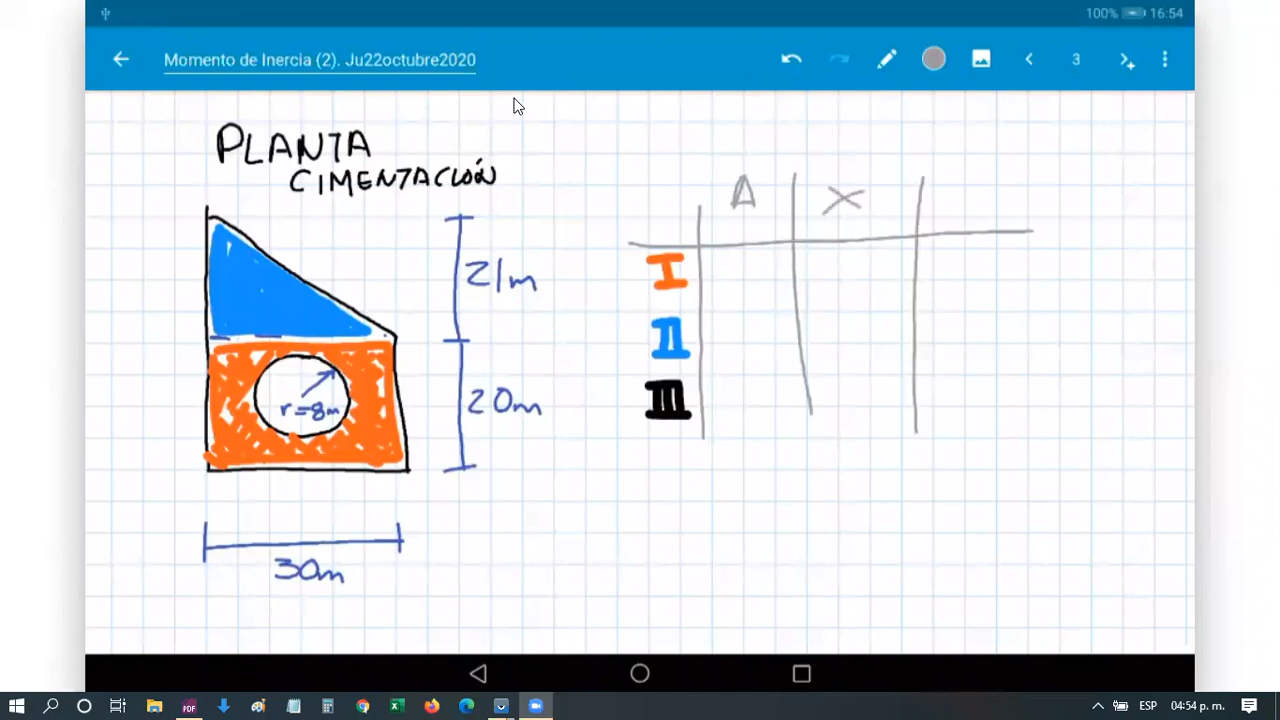 100% 16:54
Momento de Inercia (2). Ju22octubre2020
3
PLANTA
CIMENTACIÓN
A X
21m
I
II
20m
III
r=8m
30m
PDF
ESP 04:54 p. m.